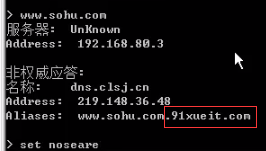 > www.sohu.com
服务器:  UnKnown
Address:  192.168.80.3

非权威应答:
名称:    dns.clsj.cn
Address:  219.148.36.48
Aliases:  www.sohu.com.91xueit.com

> set noseare